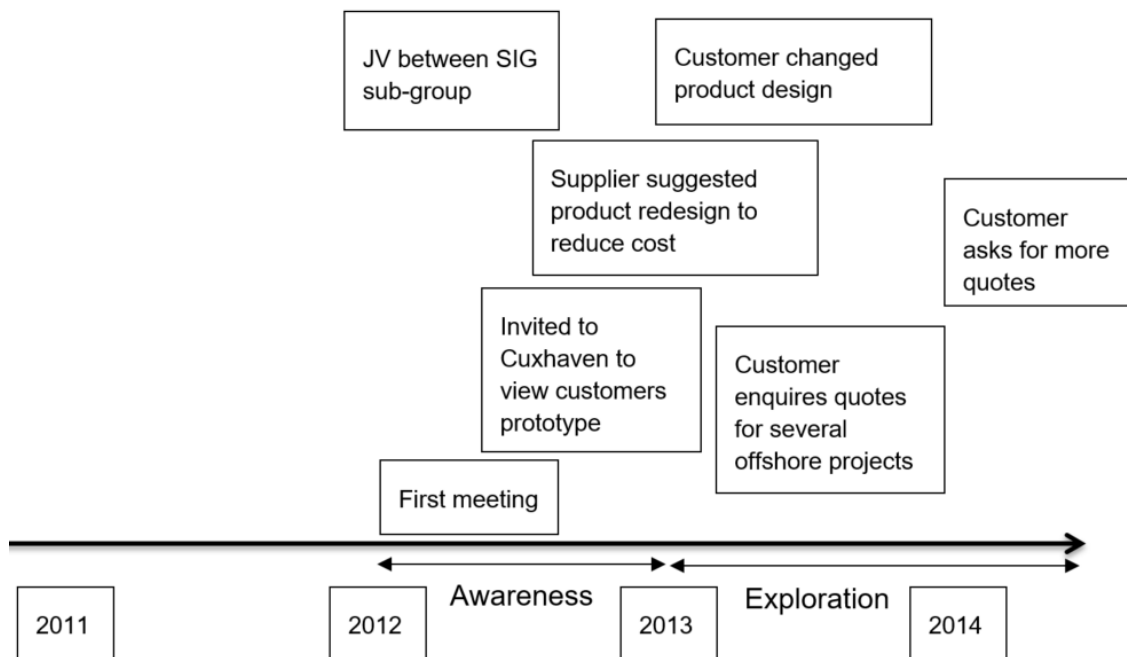 JV between SIG
sub-group
Customer changed
product design
Supplier suggested
product redesign to
reduce cost
Customer
asks for more
quotes
Invited to
Cuxhaven to
view customers
prototype
Customer
enquires quotes
for several
offshore projects
First meeting
Awareness
Exploration
2011
2012
2013
2014